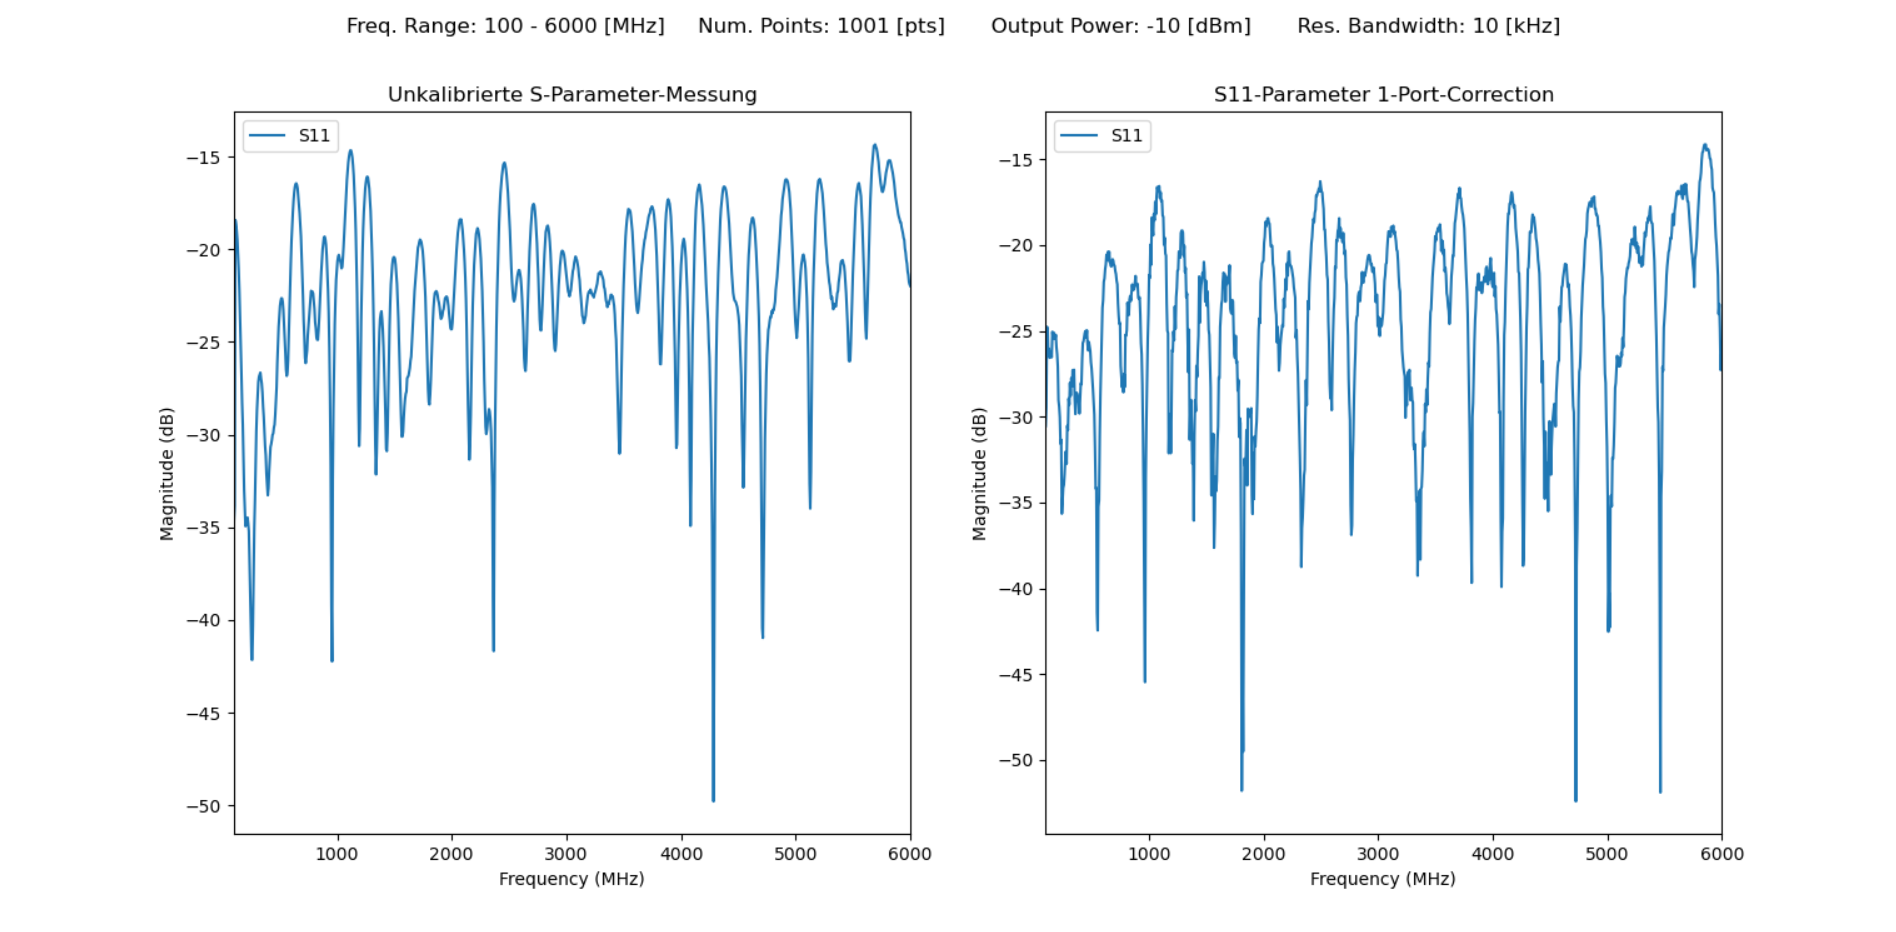 Freq. Range: 100 - 6000 [MHz] Num. Points: 1001 [pts] Output Power: -10 [dBm] Res. Bandwidth: 10 [kHz]
Unkalibrierte S-Parameter-Messung
S11
−15
−20
−25
−30
−35
−40
−45
−50
Magnitude (dB)
1000 2000 3000 4000 5000 6000
Frequency (MHz)
S11-Parameter 1-Port-Correction
S11
−15
−20
−25
−30
−35
−40
−45
−50
Magnitude (dB)
1000 2000 3000 4000 5000 6000
Frequency (MHz)